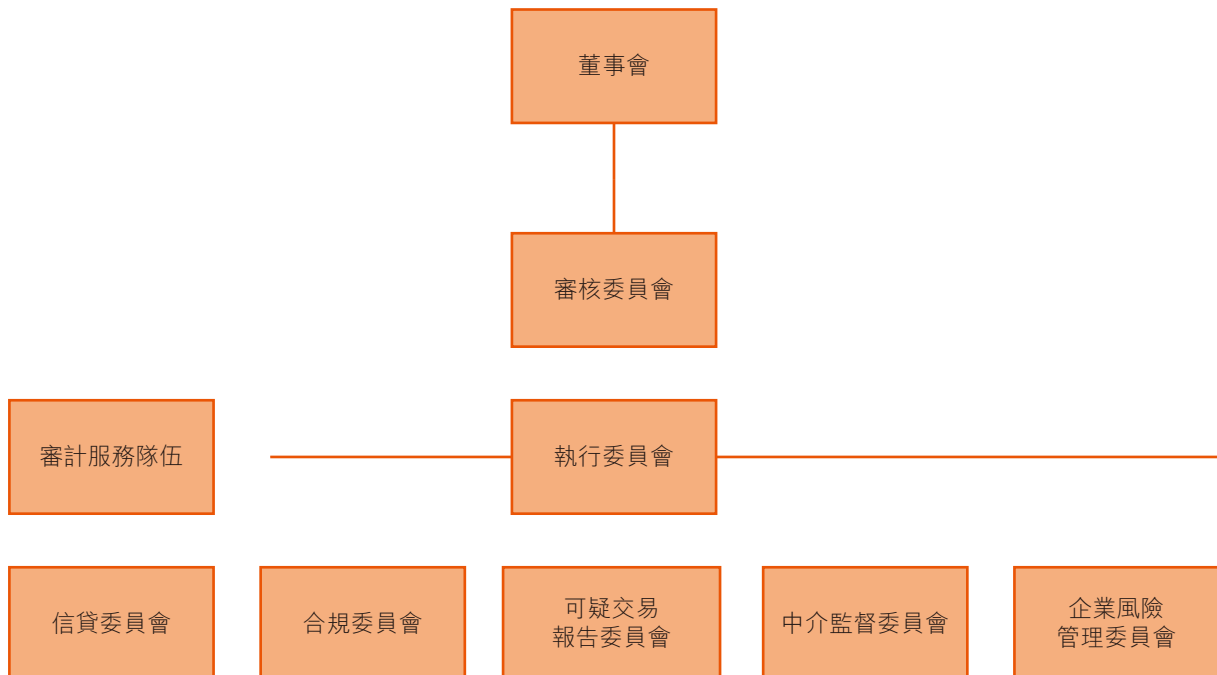 董事會
審核委員會
審計服務隊伍
執行委員會
信貸委員會
合規委員會
可疑交易
報告委員會
中介監督委員會
企業風險
管理委員會